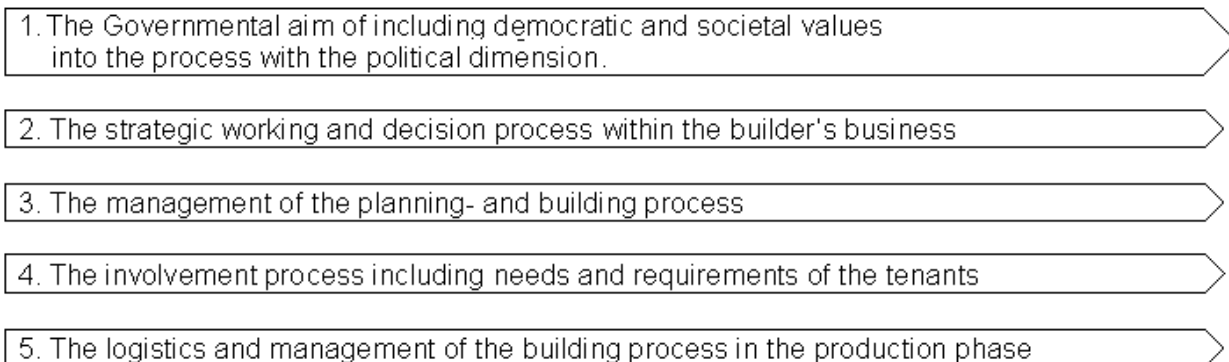 1. The Governmental aim of including democratic and societal values
into the process with the political dimension.
2. The strategic working and decision process within the builder's business
3. The management of the planning- and building process
4. The involvement process including needs and requirements of the tenants
5. The logistics and management of the building process in the production phase